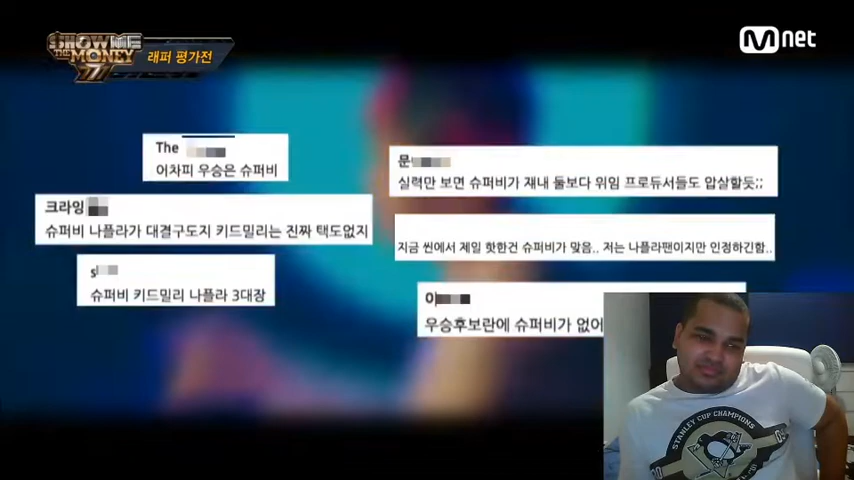 SHOW ME
THE MONEY
7
래퍼 평가전
M net
The
어차피 우승은 슈퍼비
크라잉
슈퍼비 나플라가 대결구도지 키드밀리는 진짜 택도없지
s
슈퍼비 키드밀리 나플라 3대장
문
실력만 보면 슈퍼비가 재내 둘보다 위임 프로듀서들도 압살할듯;;
지금 씬에서 제일 핫한건 슈퍼비가 맞음.. 저는 나플라팬이지만 인정하긴함..
이
우승후보란에 슈퍼비가 없어
STANLEY CUP CHAMPIONS